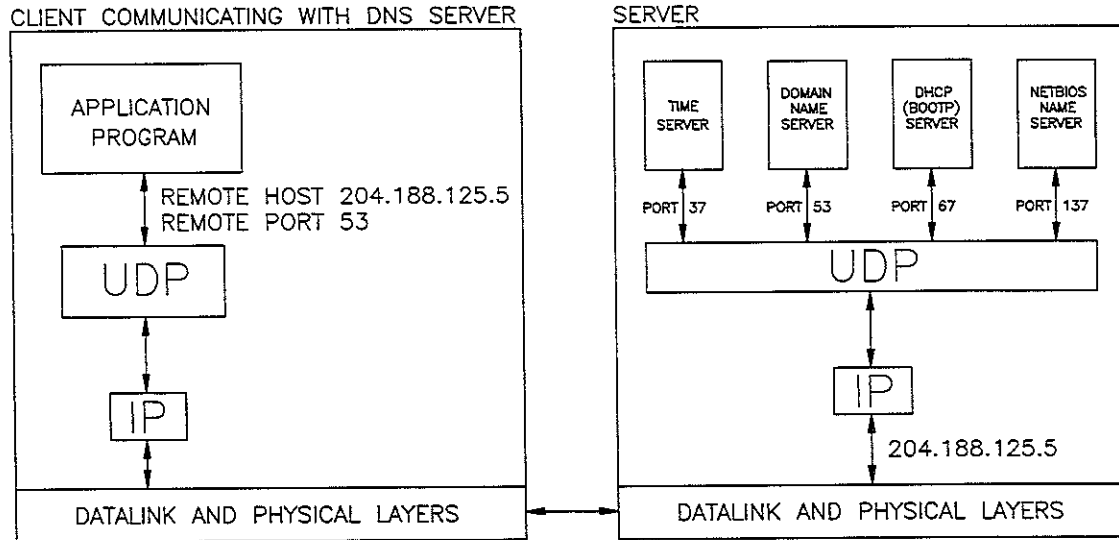 CLIENT COMMUNICATING WITH DNS SERVER
APPLICATION
PROGRAM
REMOTE HOST 204.188.125.5
REMOTE PORT 53
UDP
IP
DATALINK AND PHYSICAL LAYERS
SERVER
TIME
SERVER
DOMAIN
NAME
SERVER
DHCP
(BOOTP)
SERVER
NETBIOS
NAME
SERVER
PORT 37
PORT 53
PORT 67
PORT 137
UDP
IP
204.188.125.5
DATALINK AND PHYSICAL LAYERS